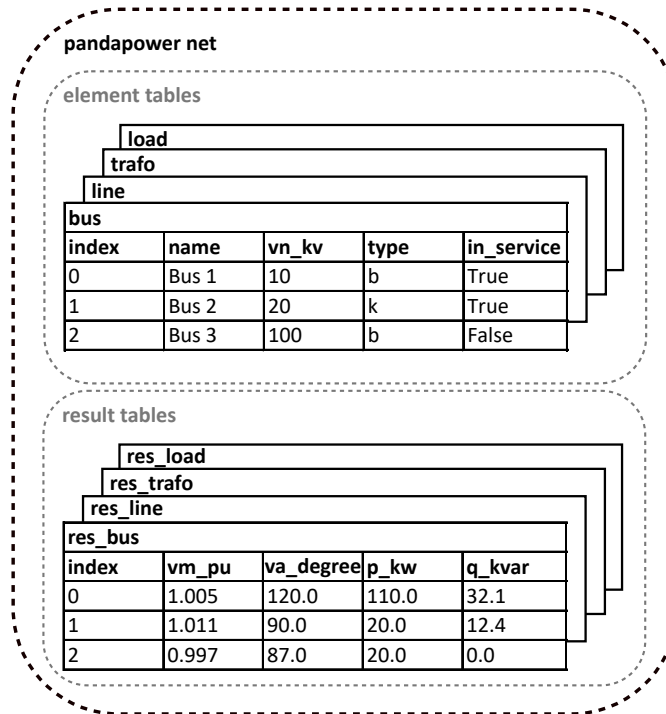 pandapower net
element tables
load
trafo
line
bus
index name vn_kv type in_service
0 Bus 1 10 b True
1 Bus 2 20 k True
2 Bus 3 100 b False
result tables
res_load
res_trafo
res_line
res_bus
index vm_pu va_degree p_kw q_kvar
0 1.005 120.0 110.0 32.1
1 1.011 90.0 20.0 12.4
2 0.997 87.0 20.0 0.0